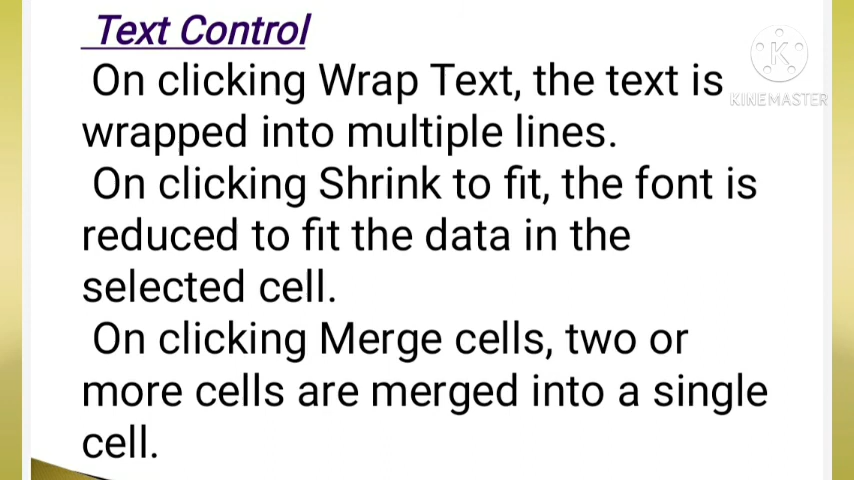 Text Control
On clicking Wrap Text, the text is
wrapped into multiple lines.
On clicking Shrink to fit, the font is
reduced to fit the data in the
selected cell.
On clicking Merge cells, two or
more cells are merged into a single
cell.
K
KINEMASTER